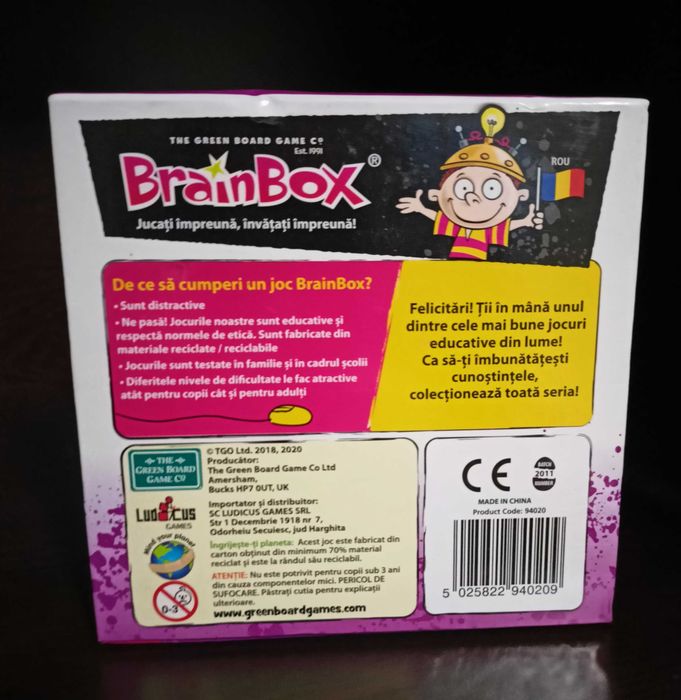 THE GREEN BOARD GAME Cº
Est. 1991
BrainBox®
Jucați împreună, învățați împreună!
ROU
De ce să cumperi un joc BrainBox?
• Sunt distractive
• Ne pasă! Jocurile noastre sunt educative și
respectă normele de etică. Sunt fabricate din
materiale reciclate / reciclabile
• Jocurile sunt testate în familie și în cadrul școlii
• Diferitele nivele de dificultate le fac atractive
atât pentru copii cât și pentru adulți
Felicitări! Ții în mână unul
dintre cele mai bune jocuri
educative din lume!
Ca să-ți îmbunătățești
cunoștințele,
colecționează toată seria!
THE
GREEN BOARD
GAME Cº
© TGO Ltd. 2018, 2020
Producător:
The Green Board Game Co Ltd
Amersham,
Bucks HP7 0UT, UK
LudICUS
GAMES
Importator și distribuitor:
SC LUDICUS GAMES SRL
Str 1 Decembrie 1918 nr 7,
Odorheiu Secuiesc, jud Harghita
Mind your planet
Îngrijește-ți planeta: Acest joc este fabricat din
carton obținut din minimum 70% material
reciclat și este la rândul său reciclabil.
0-3
ATENȚIE: Nu este potrivit pentru copii sub 3 ani
din cauza componentelor mici. PERICOL DE
SUFOCARE. Păstrați cutia pentru explicații
ulterioare.
www.greenboardgames.com
CE
BATCH
2011
NUMBER
MADE IN CHINA
Product Code: 94020
5 025822 940209